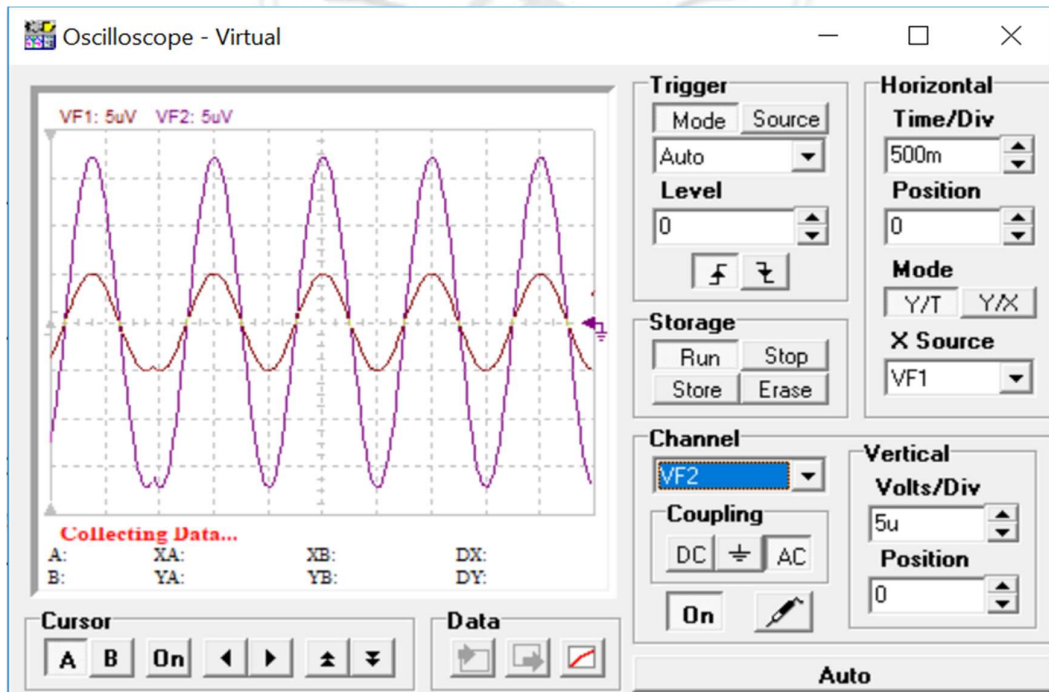 Oscilloscope - Virtual
VF1: 5uV VF2: 5uV
Collecting Data...
A: XA: XB: DX:
B: YA: YB: DY:
Cursor
A B On
Data
Trigger
Mode Source
Auto
Level
0
Storage
Run Stop
Store Erase
Horizontal
Time/Div
500m
Position
0
Mode
Y/T Y/X
X Source
VF1
Channel
VF2
Coupling
DC AC
On
Vertical
Volts/Div
5u
Position
0
Auto